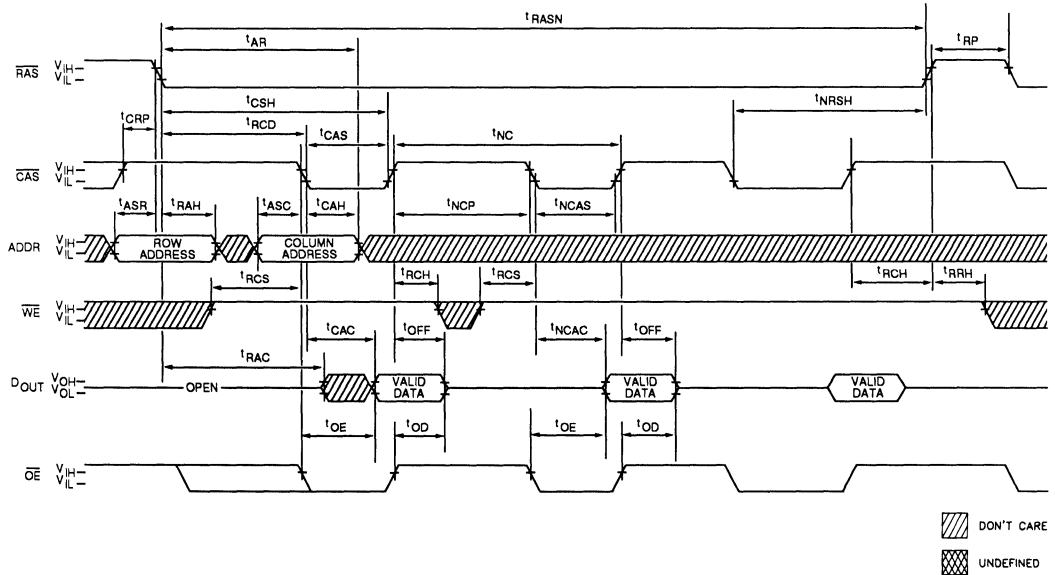 tRASN
tAR
tRP
RAS VIH
VIL
tCSH
tNRSH
tCRP
tRCD
tCAS
tNC
CAS VIH
VIL
tASR
tRAH
tASC
tCAH
tNCP
tNCAS
ADDR VIH
VIL
ROW
ADDRESS
COLUMN
ADDRESS
tRCS
tRCH
tRCS
tRCH
tRRH
WE VIH
VIL
tCAC
tOFF
tNCAC
tOFF
tRAC
DOUT VOH
VOL
OPEN
VALID
DATA
VALID
DATA
VALID
DATA
tOE
tOD
tOE
tOD
OE VIH
VIL
DON'T CARE
UNDEFINED